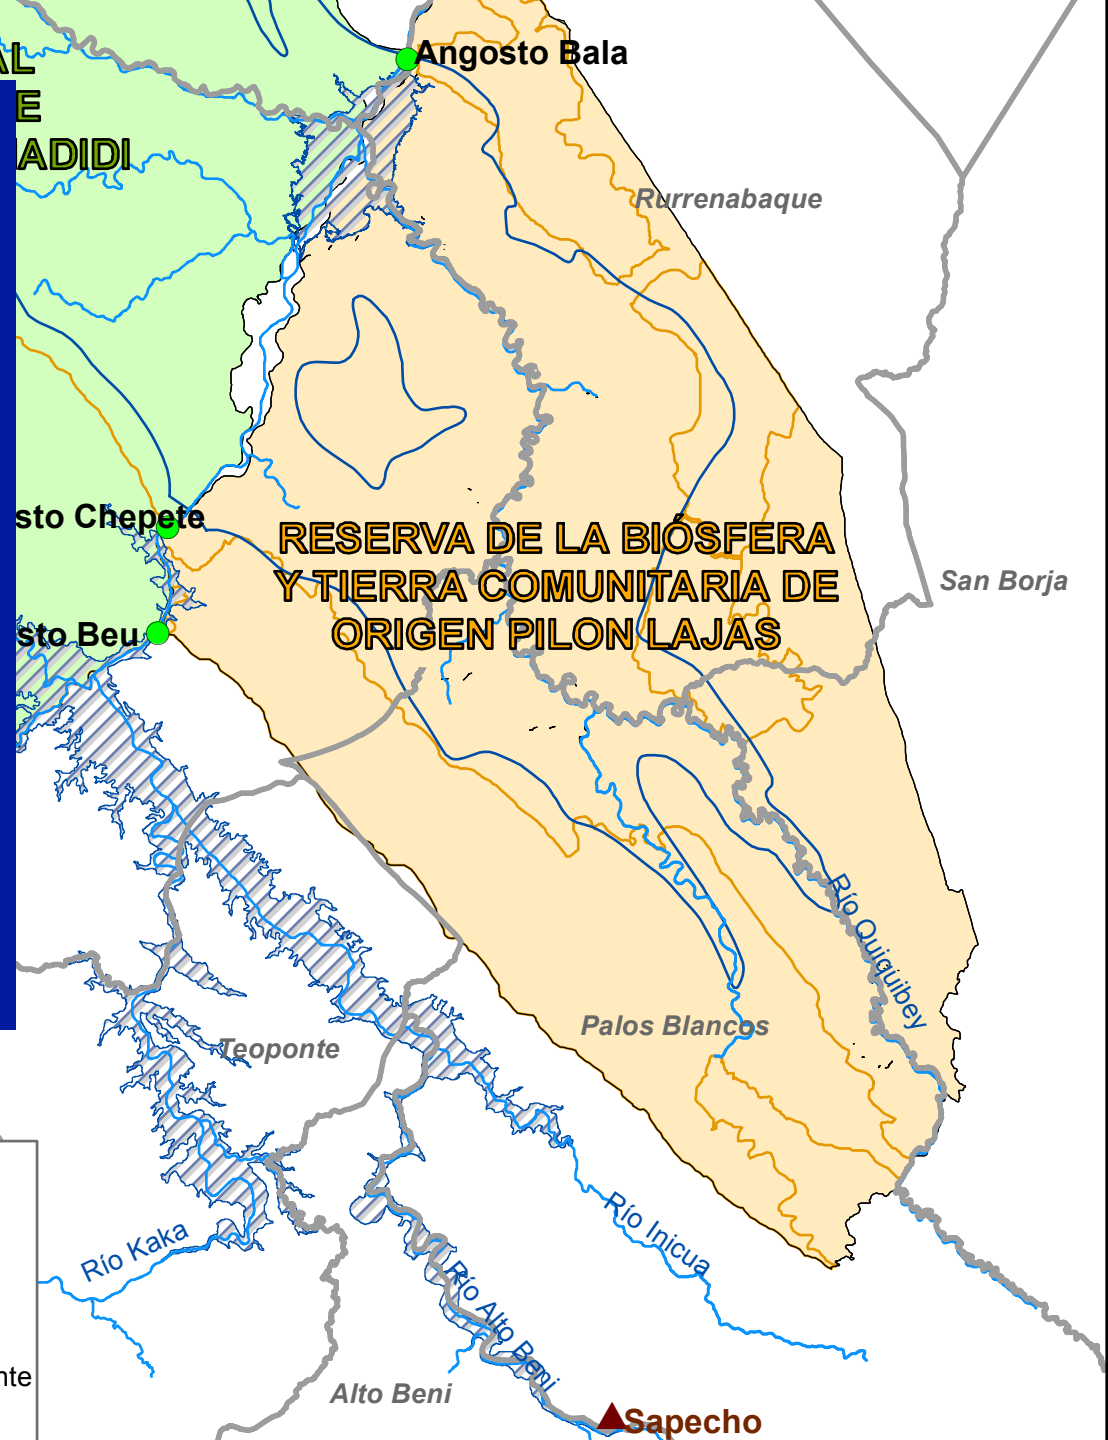 Angosto Bala
AL
E
ADIDI
Rurrenabaque
sto Chepete
RESERVA DE LA BIÓSFERA
Y TIERRA COMUNITARIA DE
ORIGEN PILON LAJAS
San Borja
sto Beu
Río Quiquibey
Palos Blancos
Teoponte
Río Kaka
Río Inicua
Río Alto Beni
nte
Alto Beni
Sapecho